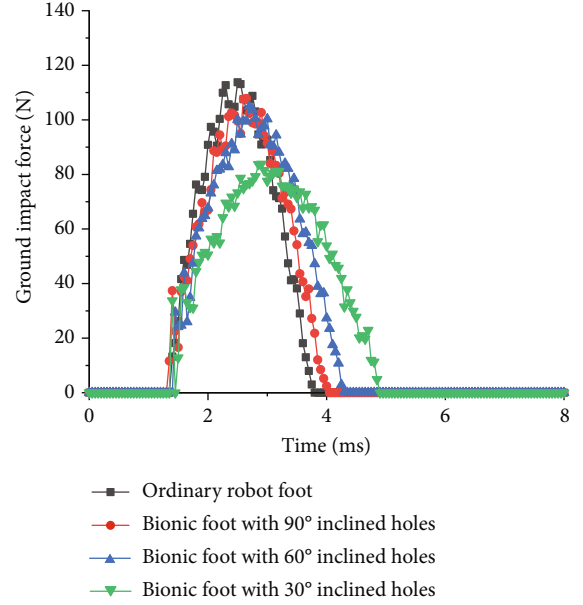 140
120
100
80
60
40
20
0
Ground impact force (N)
0 2 4 6 8
Time (ms)
Ordinary robot foot
Bionic foot with 90° inclined holes
Bionic foot with 60° inclined holes
Bionic foot with 30° inclined holes